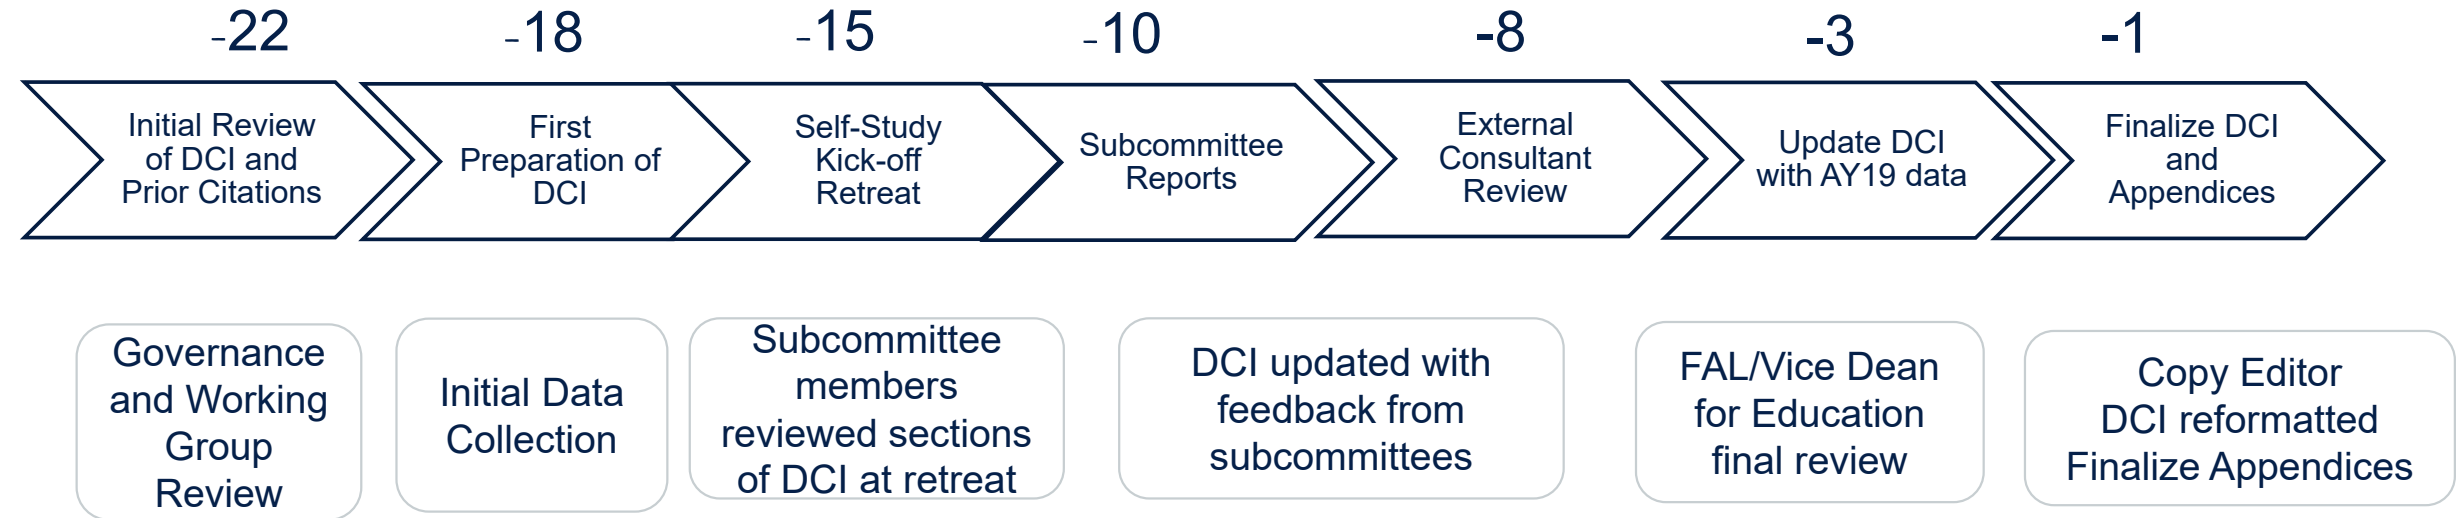 -22
-18
-15
-10
-8
-3
-1
Initial Review
of DCI and
Prior Citations
First
Preparation of
DCI
Self-Study
Kick-off
Retreat
Subcommittee
Reports
External
Consultant
Review
Update DCI
with AY19 data
Finalize DCI
and
Appendices
Governance
and Working
Group
Review
Initial Data
Collection
Subcommittee
members
reviewed sections
of DCI at retreat
DCI updated with
feedback from
subcommittees
FAL/Vice Dean
for Education
final review
Copy Editor
DCI reformatted
Finalize Appendices